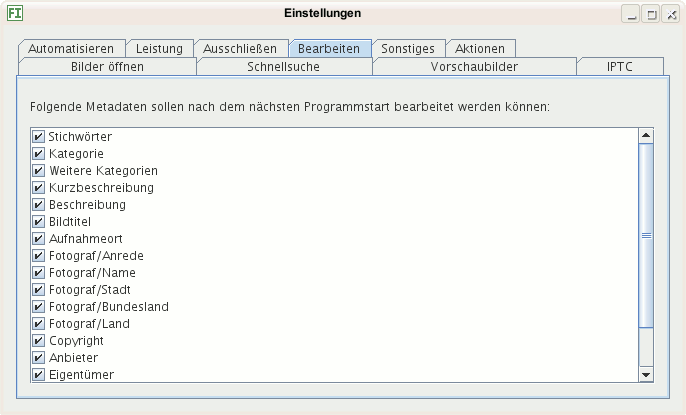 FI Einstellungen
Automatisieren Leistung Ausschließen Bearbeiten Sonstiges Aktionen
Bilder öffnen Schnellsuche Vorschaubilder IPTC
Folgende Metadaten sollen nach dem nächsten Programmstart bearbeitet werden können:
Stichwörter
Kategorie
Weitere Kategorien
Kurzbeschreibung
Beschreibung
Bildtitel
Aufnahmeort
Fotograf/Anrede
Fotograf/Name
Fotograf/Stadt
Fotograf/Bundesland
Fotograf/Land
Copyright
Anbieter
Eigentümer